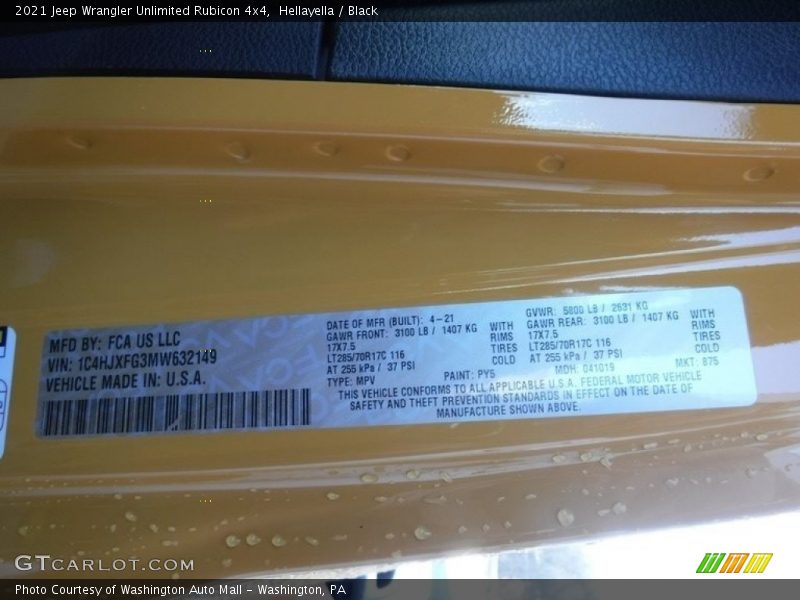 2021 Jeep Wrangler Unlimited Rubicon 4x4,  Hellayella / Black
MFD BY: FCA US LLC
VIN: 1C4HJXFG3MW632149
VEHICLE MADE IN: U.S.A.
DATE OF MFR (BUILT): 4-21
GAWR FRONT: 3100 LB / 1407 KG WITH
17X7.5 RIMS
LT285/70R17C 116 TIRES
AT 255 kPa / 37 PSI COLD
TYPE: MPV PAINT: PY5
GVWR: 5800 LB / 2631 KG
GAWR REAR: 3100 LB / 1407 KG WITH
17X7.5 RIMS
LT285/70R17C 116 TIRES
AT 255 kPa / 37 PSI COLD
MDH: 041019 MKT: 875
THIS VEHICLE CONFORMS TO ALL APPLICABLE U.S.A. FEDERAL MOTOR VEHICLE
SAFETY AND THEFT PREVENTION STANDARDS IN EFFECT ON THE DATE OF
MANUFACTURE SHOWN ABOVE.
GTCARLOT.COM
Photo Courtesy of Washington Auto Mall - Washington, PA